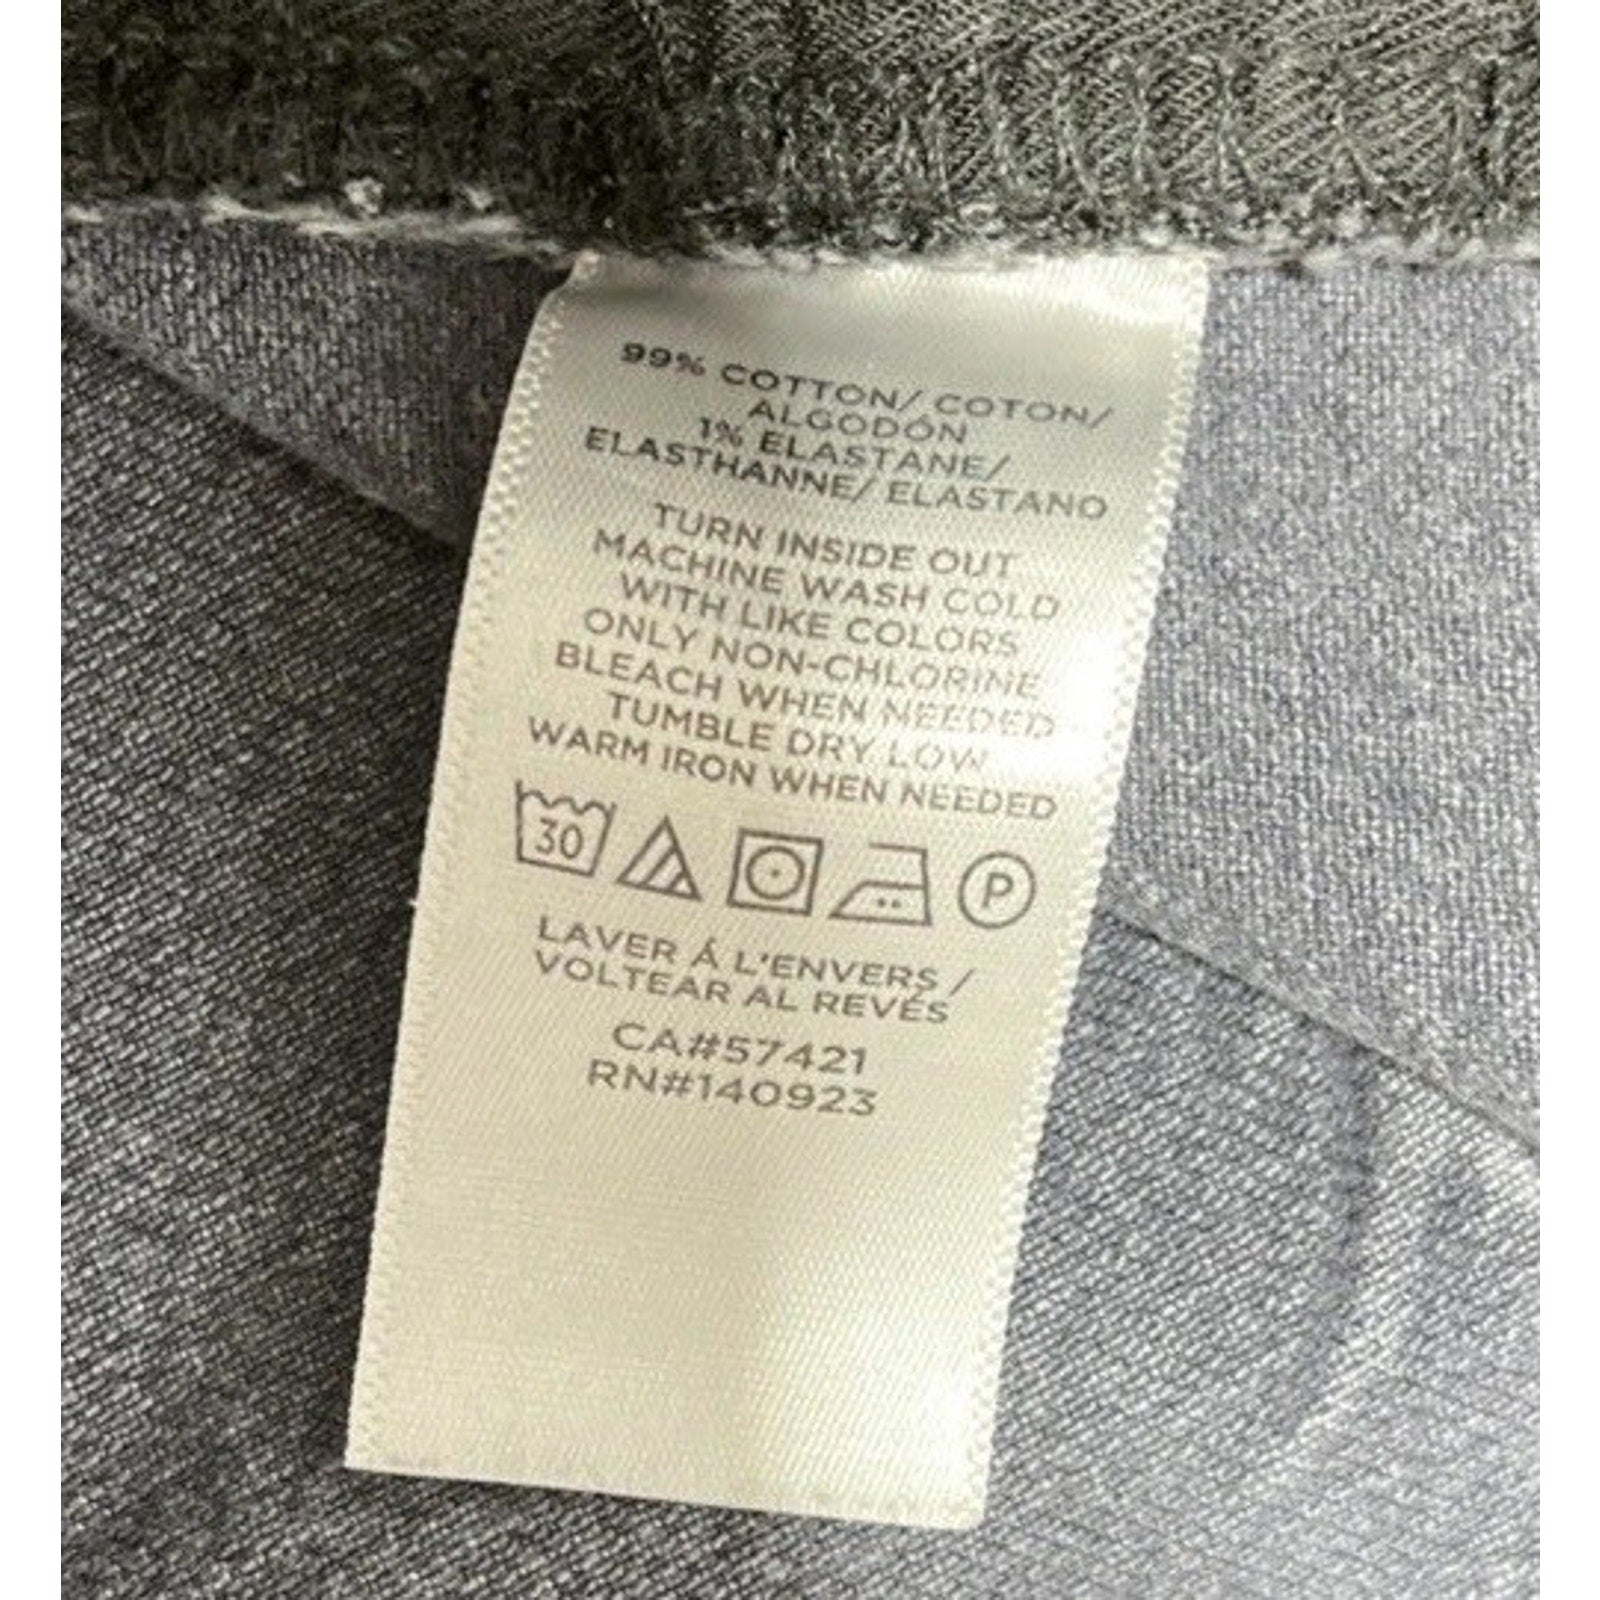 99% COTTON/ COTON/
ALGODÓN
1% ELASTANE/
ELASTHANNE/ ELASTANO
TURN INSIDE OUT
MACHINE WASH COLD
WITH LIKE COLORS
ONLY NON-CHLORINE
BLEACH WHEN NEEDED
TUMBLE DRY LOW
WARM IRON WHEN NEEDED
30 P
LAVER Á L'ENVERS /
VOLTEAR AL REVÉS
CA#57421
RN#140923